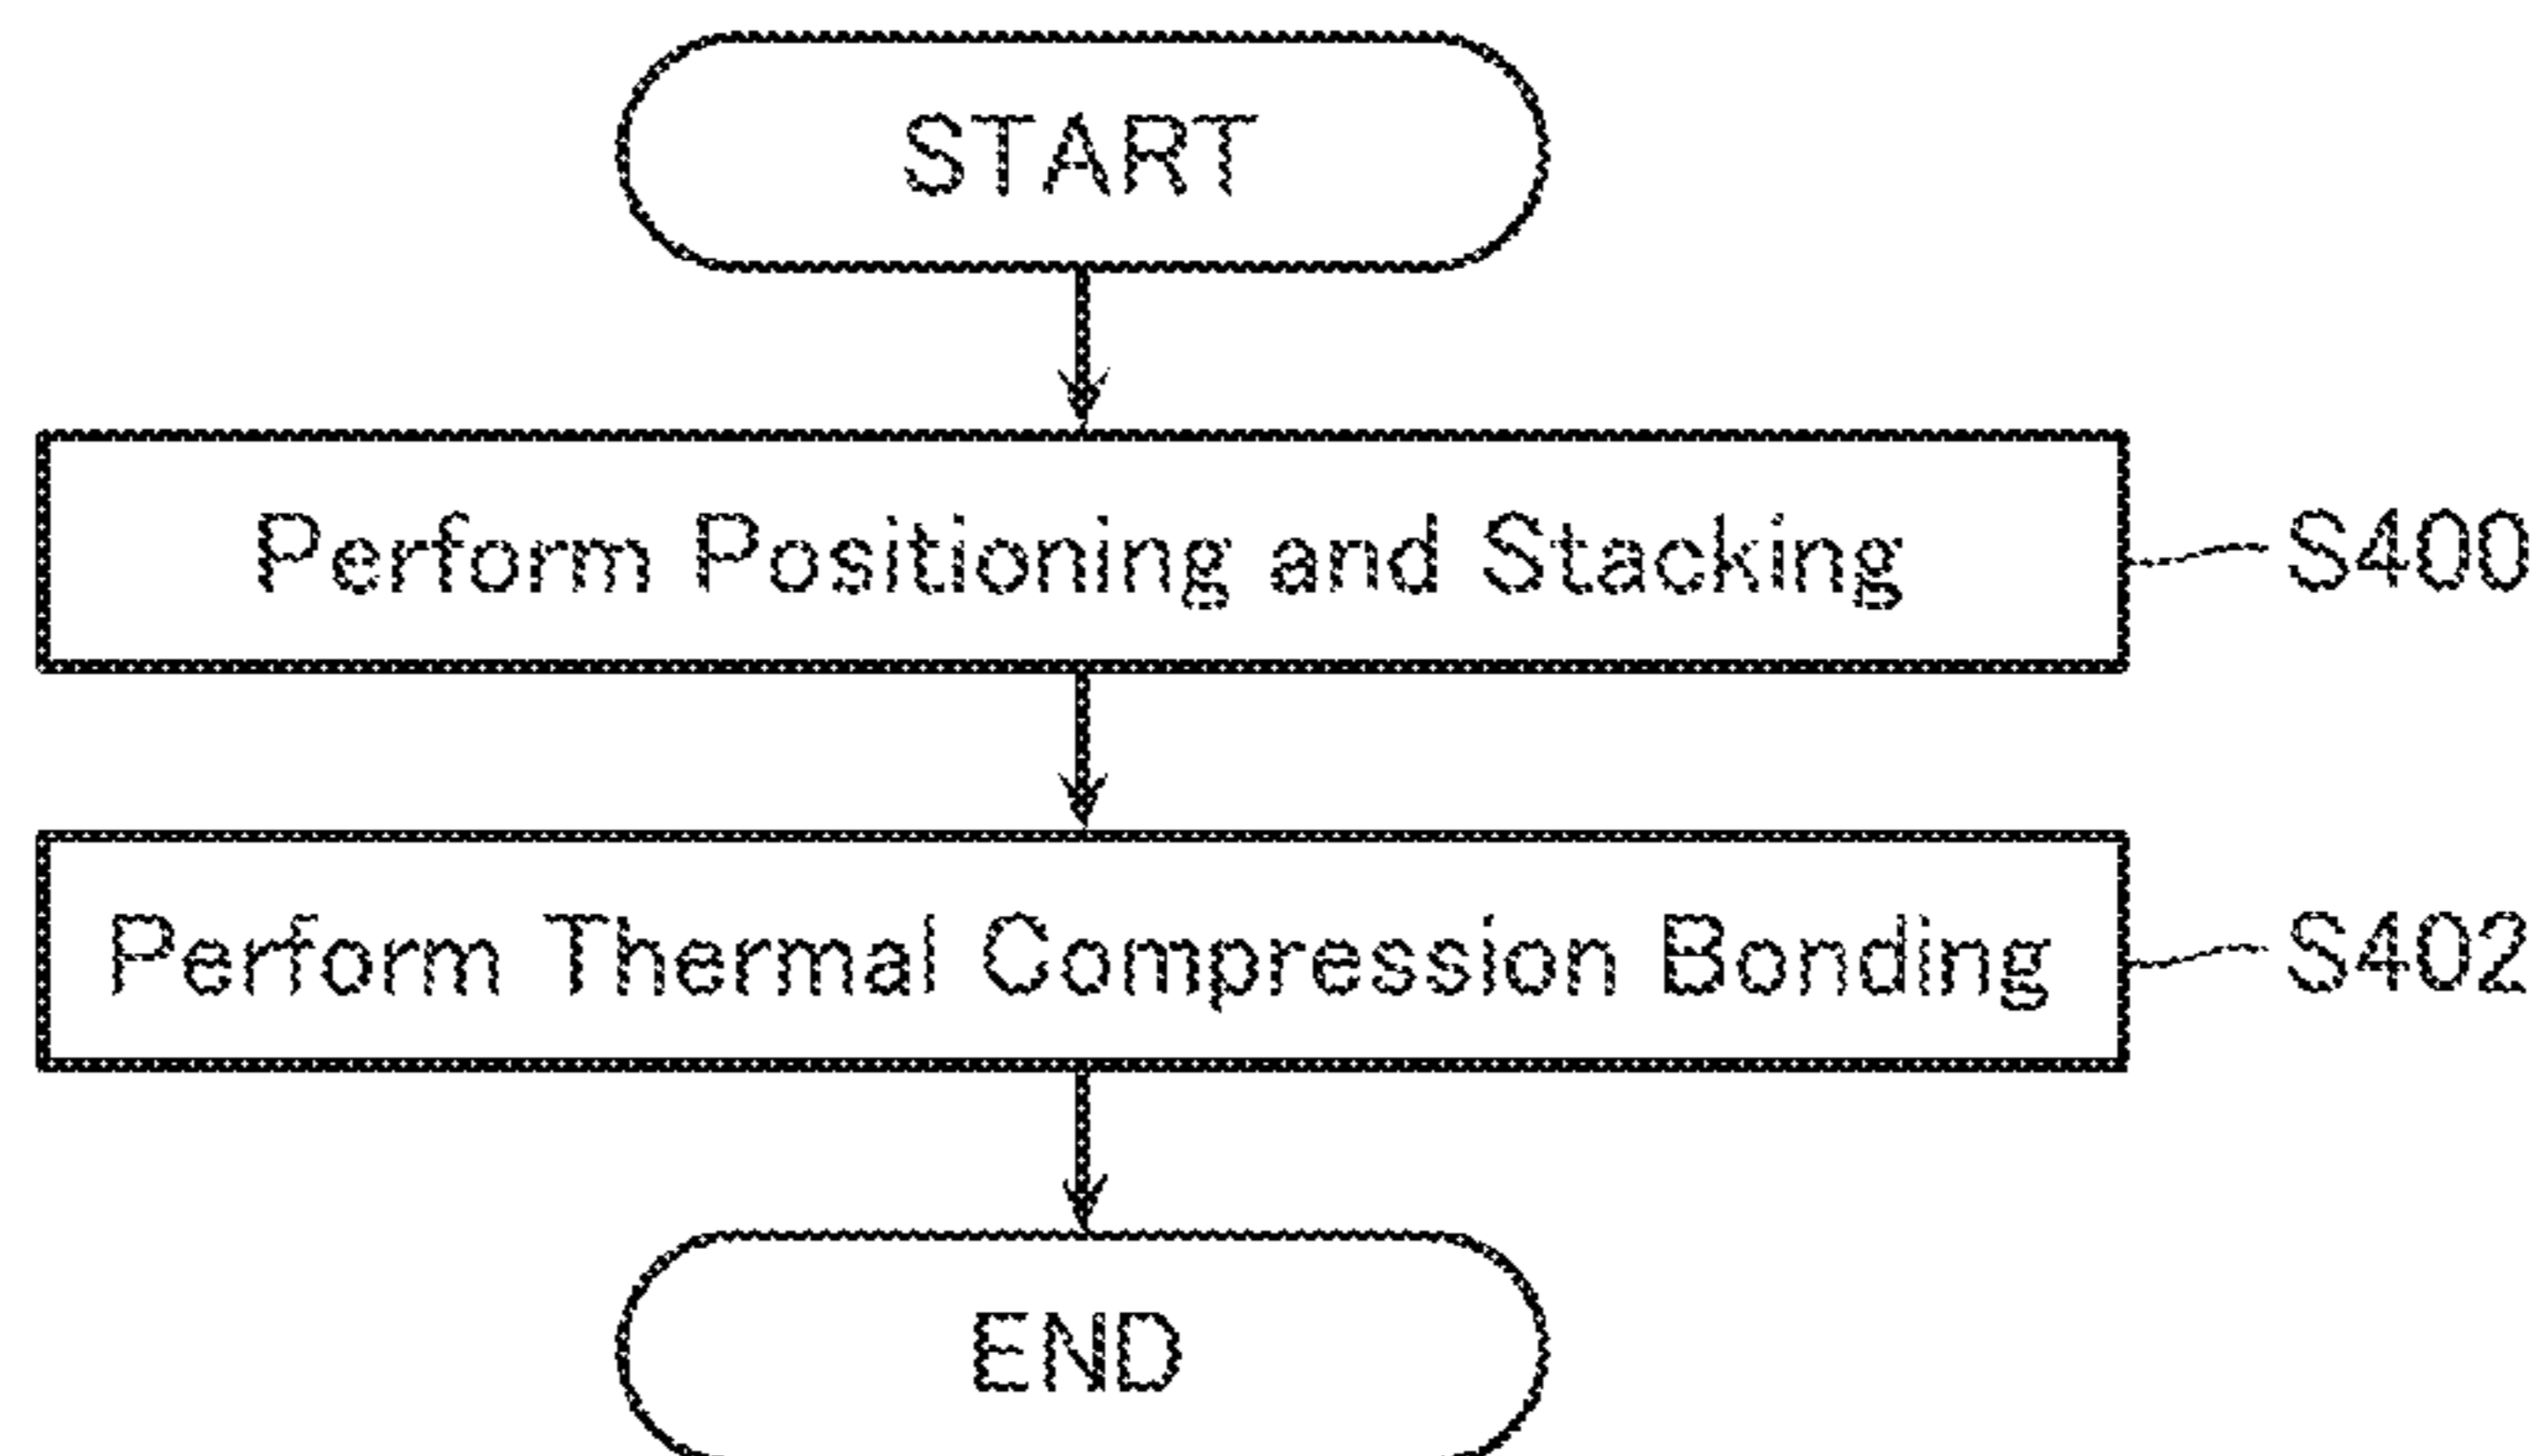 START
Perform Positioning and Stacking
S400
Perform Thermal Compression Bonding
S402
END